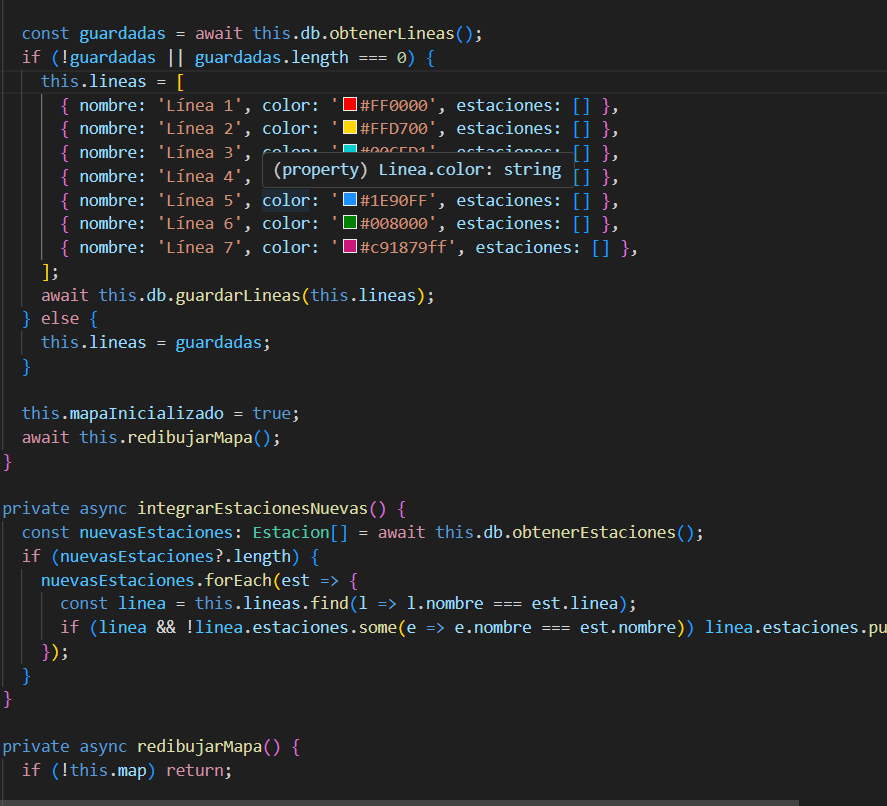 const guardadas = await this.db.obtenerLineas();
if (!guardadas || guardadas.length === 0) {
this.lineas = [
{ nombre: 'Línea 1', color: '#FF0000', estaciones: [] },
{ nombre: 'Línea 2', color: '#FFD700', estaciones: [] },
{ nombre: 'Línea 3', color: '#00CED1', estaciones: [] },
{ nombre: 'Línea 4', [] },
(property) Linea.color: string
{ nombre: 'Línea 5', color: '#1E90FF', estaciones: [] },
{ nombre: 'Línea 6', color: '#008000', estaciones: [] },
{ nombre: 'Línea 7', color: '#c91879ff', estaciones: [] },
];
await this.db.guardarLineas(this.lineas);
} else {
this.lineas = guardadas;
}
this.mapaInicializado = true;
await this.redibujarMapa();
}
private async integrarEstacionesNuevas() {
const nuevasEstaciones: Estacion[] = await this.db.obtenerEstaciones();
if (nuevasEstaciones?.length) {
nuevasEstaciones.forEach(est => {
const linea = this.lineas.find(l => l.nombre === est.linea);
if (linea && !linea.estaciones.some(e => e.nombre === est.nombre)) linea.estaciones.pu
});
}
}
private async redibujarMapa() {
if (!this.map) return;